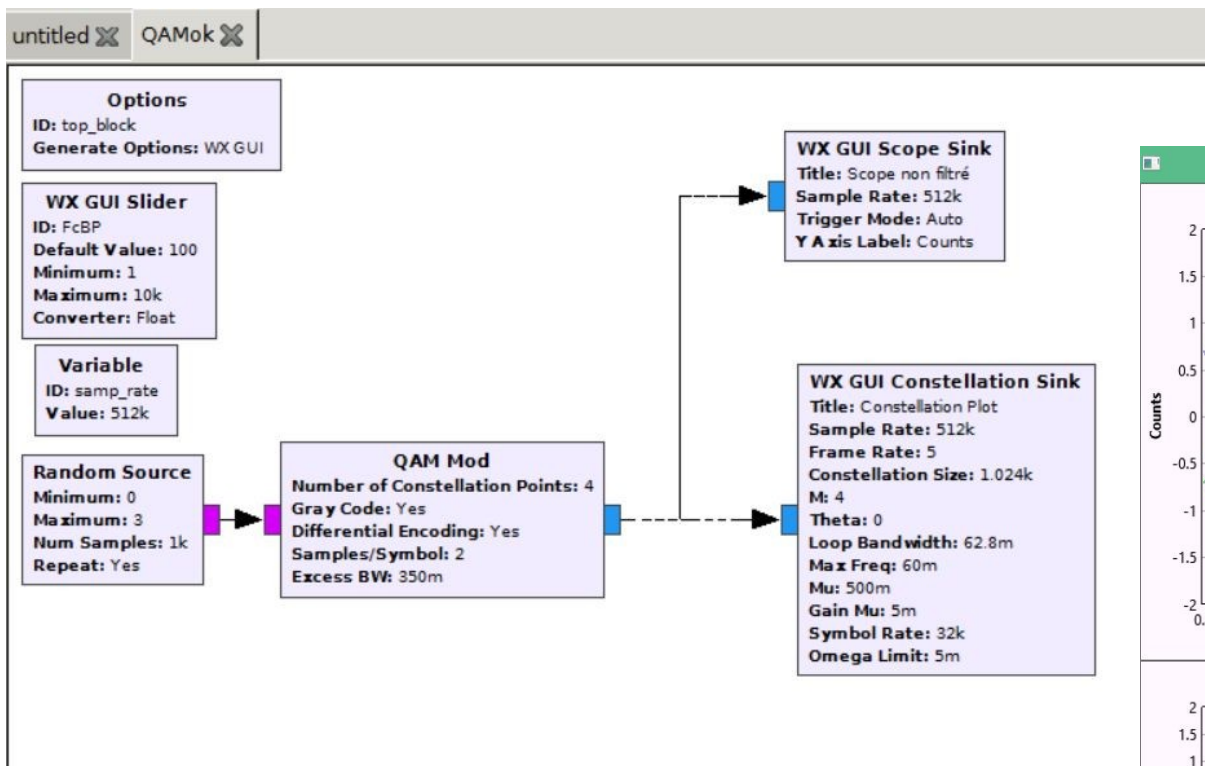 untitled
QAMok
Options
ID: top_block
Generate Options: WX GUI
WX GUI Slider
ID: FcBP
Default Value: 100
Minimum: 1
Maximum: 10k
Converter: Float
Variable
ID: samp_rate
Value: 512k
Random Source
Minimum: 0
Maximum: 3
Num Samples: 1k
Repeat: Yes
QAM Mod
Number of Constellation Points: 4
Gray Code: Yes
Differential Encoding: Yes
Samples/Symbol: 2
Excess BW: 350m
WX GUI Scope Sink
Title: Scope non filtré
Sample Rate: 512k
Trigger Mode: Auto
Y Axis Label: Counts
WX GUI Constellation Sink
Title: Constellation Plot
Sample Rate: 512k
Frame Rate: 5
Constellation Size: 1.024k
M: 4
Theta: 0
Loop Bandwidth: 62.8m
Max Freq: 60m
Mu: 500m
Gain Mu: 5m
Symbol Rate: 32k
Omega Limit: 5m
2
1.5
1
0.5
0
-0.5
-1
-1.5
-2
0.
Counts
2
1.5
1